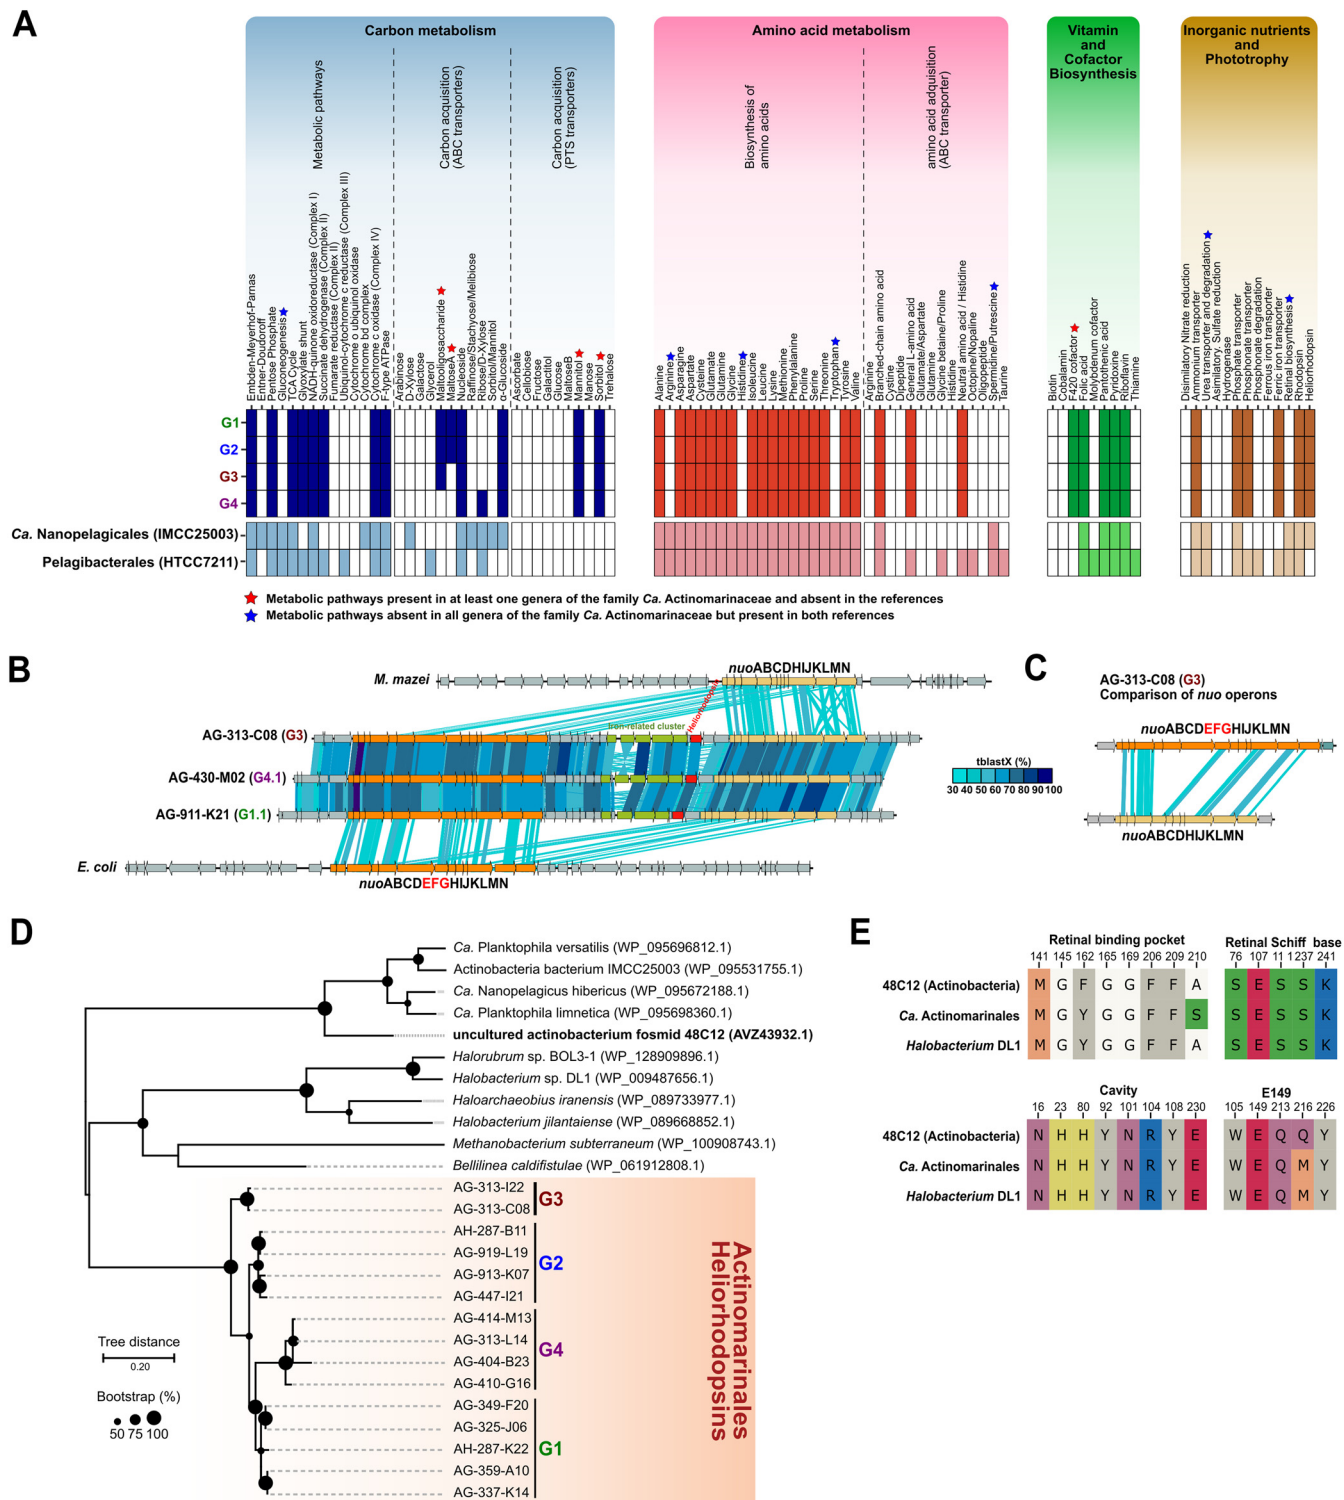 A
Carbon metabolism
Amino acid metabolism
Vitamin
and
Cofactor
Biosynthesis
Inorganic nutrients
and
Phototrophy
Metabolic pathways
Carbon acquisition
(ABC transporters)
Carbon acquisition
(PTS transporters)
Biosynthesis of
amino acids
amino acid adquisition
(ABC transporter)
Embden-Meyerhof-Parnas
Entner-Doudoroff
Pentose Phosphate
Gluconeogenesis
TCA Cycle
Glyoxylate shunt
NADH-quinone oxidoreductase (Complex I)
Succinate dehydrogenase (Complex II)
Fumarate reductase (Complex II)
Ubiquinol-cytochrome c reductase (Complex III)
Cytochrome o ubiquinol oxidase
Cytochrome bd complex
Cytochrome c oxidase (Complex IV)
F-type ATPase
Arabinose
D-Xylose
Galactose
Glycerol
Maltooligosaccharide
MaltoseA
Nucleoside
Raffinose/Stachyose/Melibiose
Ribose/D-Xylose
Sorbitol/Mannitol
α-Glucoside
Ascorbate
Cellobiose
Fructose
Galactitol
Glucose
MaltoseB
Mannitol
Mannose
Sorbitol
Trehalose
Alanine
Arginine
Asparagine
Aspartate
Cysteine
Glutamate
Glutamate
Glycine
Histidine
Isoleucine
Leucine
Lysine
Methionine
Phenylalanine
Proline
Serine
Threonine
Tryptopham
Tyrosine
Valine
Arginine
Branched-chain amino acid
Cystine
Dipeptide
General L-amino acid
Glutamate/Aspartate
Glutamine
Glycine betaine/Proline
Histidine
Neutral amino acid / Histidine
Octopine/Nopaline
Oligopeptide
Spermidine/Putrescine
Taurine
Biotin
Cobalamin
F420 cofactor
Folic acid
Molybdenum cofactor
Pantothenic acid
Pyridoxine
Riboflavin
Thiamine
Disimilatory Nitrate reduction
Ammonium transporter
Urea transporter and degradation
Assimilatory Sulfate reduction
Hydrogenase
Phosphate transporter
Phosphonate transporter
Phosphonate degradation
Ferrous iron transporter
Ferric iron transporter
Retinal biosynthesis
Rhodopsin
Heliorhodopsin
G1
G2
G3
G4
Ca. Nanopelagicales (IMCC25003)
Pelagibacterales (HTCC7211)
Metabolic pathways present in at least one genera of the family Ca. Actinomarinaceae and absent in the references
Metabolic pathways absent in all genera of the family Ca. Actinomarinaceae but present in both references
B
nuoABCDHIJKLMN
M. mazei
Iron-related cluster
Heliorhodopsin
AG-313-C08 (G3)
AG-430-M02 (G4.1)
AG-911-K21 (G1.1)
E. coli
nuoABCDEFGHIJKLMN
tblastX (%)
30 40 50 60 70 80 90 100
C
AG-313-C08 (G3)
Comparison of nuo operons
nuoABCDEFGHIJKLMN
nuoABCDHIJKLMN
D
Ca. Planktophila versatilis (WP_095696812.1)
Actinobacteria bacterium IMCC25003 (WP_095531755.1)
Ca. Nanopelagicus hibericus (WP_095672188.1)
Ca. Planktophila limnetica (WP_095698360.1)
uncultured actinobacterium fosmid 48C12 (AVZ43932.1)
Halorubrum sp. BOL3-1 (WP_128909896.1)
Halobacterium sp. DL1 (WP_009487656.1)
Haloarchaeobius iranensis (WP_089733977.1)
Halobacterium jilantaiense (WP_089668852.1)
Methanobacterium subterraneum (WP_100908743.1)
Bellilinea caldifistulae (WP_061912808.1)
AG-313-I22
AG-313-C08
G3
AH-287-B11
AG-919-L19
AG-913-K07
AG-447-I21
G2
AG-414-M13
AG-313-L14
AG-404-B23
AG-410-G16
G4
AG-349-F20
AG-325-J06
AH-287-K22
AG-359-A10
AG-337-K14
G1
Actinomarinales
Heliorhodopsins
Tree distance
0.20
Bootstrap (%)
50 75 100
E
Retinal binding pocket
141 145 162 165 169 206 209 210
Retinal Schiff base
76 107 11 237 241
48C12 (Actinobacteria) M G F G G F F A S E S S K
Ca. Actinomarinales M G Y G G F F S S E S S K
Halobacterium DL1 M G Y G G F F A S E S S K
Cavity
16 23 80 92 101 104 108 230
E149
105 149 213 216 226
48C12 (Actinobacteria) N H H Y N R Y E W E Q Q Y
Ca. Actinomarinales N H H Y N R Y E W E Q M Y
Halobacterium DL1 N H H Y N R Y E W E Q M Y